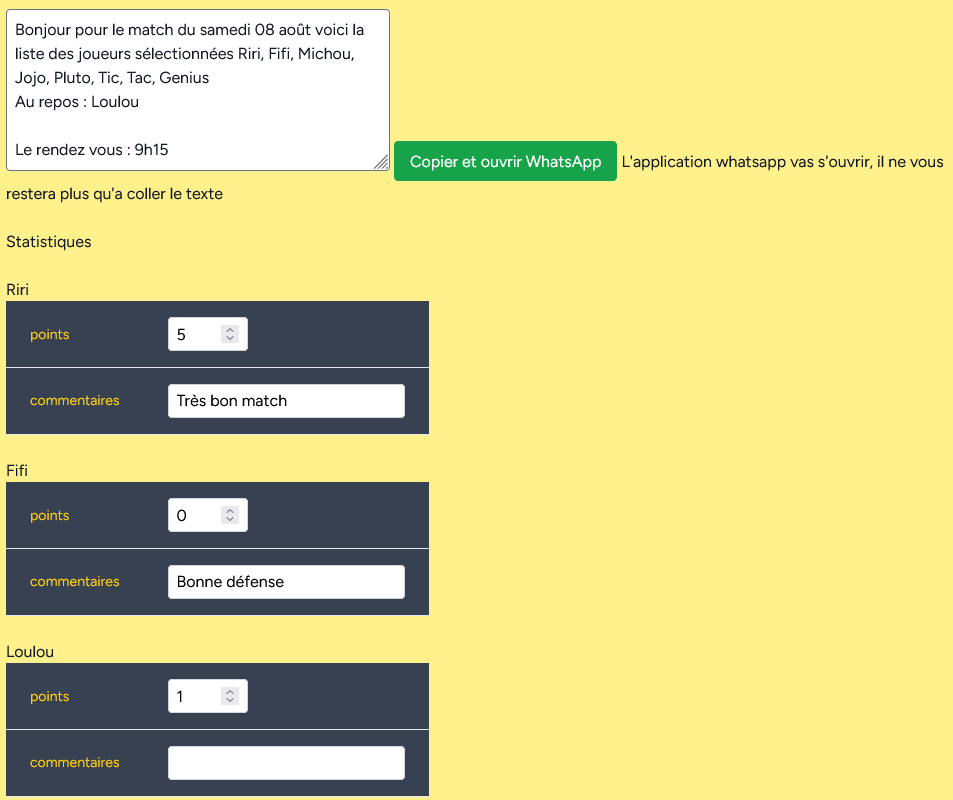 Bonjour pour le match du samedi 08 août voici la
liste des joueurs sélectionnées Riri, Fifi, Michou,
Jojo, Pluto, Tic, Tac, Genius
Au repos : Loulou
Le rendez vous : 9h15
Copier et ouvrir WhatsApp L'application whatsapp vas s'ouvrir, il ne vous
restera plus qu'a coller le texte
Statistiques
Riri
points 5
commentaires Très bon match
Fifi
points 0
commentaires Bonne défense
Loulou
points 1
commentaires